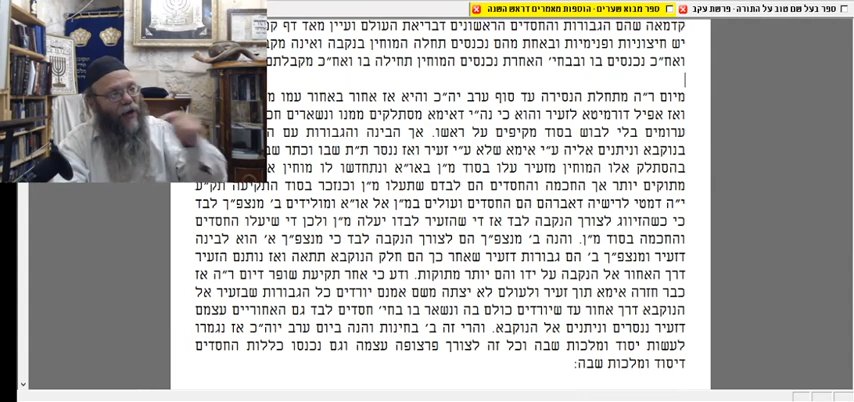 ספר בעל שם טוב על התורה - פרשת עקב
ספר מבוא שערים - הוספות מאמרים דראש השנה
קדמאה שהם הגבורות והחסדים הראשונים דבריאת העולם ועיין מאד דף
יש חיצוניות ופנימיות ובאחת מהם נכנסים תחלה המוחין בנקבה ואינה
ואח"כ נכנסים בו ובבחי' האחרת נכנסים המוחין תחילה בו ואח"כ מקבלתם
מיום ר"ה מתחלת הנסירה עד סוף ערב יה"כ והיא אז אחור באחור עמו
ואז אפיל דורמיטא לזעיר והוא כי נה"י דאימא מסתלקים ממנו ונשארים
ערומים בלי לבוש בסוד מקיפים על ראשו. אך הבינה והגבורות עם
בנוקבא וניתנים אליה ע"י אימא שלא ע"י זעיר ואז ננסר ת"ת שבו וכתר
בהסתלק אלו המוחין מזעיר עלו בסוד מ"ן באו"א ונתחדשו לו מוחין
מתוקים יותר אך החכמה והחסדים הם לבדם שתעלו מ"ן וכנזכר בסוד התקיעה תק"ע
י"ה דמטי לרישיה דאברהם הם החסדים ועולים במ"ן אל או"א ומולידים ב' מנצפ"ך לבד
כי כשהזיווג לצורך הנקבה לבד אז די שהזעיר לבדו יעלה מ"ן ולכן די שיעלו החסדים
והחכמה בסוד מ"ן. והנה ב' מנצפ"ך הם לצורך הנקבה לבד כי מנצפ"ך א' הוא לבינה
דזעיר ומנצפ"ך ב' הם גבורות דזעיר שאחר כך הם חלק הנוקבא תתאה ואז נותנם הזעיר
דרך האחור אל הנקבה על ידו והם יותר מתוקות. ודע כי אחר תקיעת שופר דיום ר"ה אז
כבר חזרה אימא תוך זעיר ולעולם לא יצתה משם אמנם יורדים כל הגבורות שבזעיר אל
הנוקבא דרך אחור עד שיורדים כולם בה ונשאר בו בחי' חסדים לבד גם האחוריים עצמם
דזעיר ננסרים וניתנים אל הנוקבא. והרי זה ב' בחינות והנה ביום ערב יוה"כ אז נגמרו
לעשות יסוד ומלכות שבה וכל זה לצורך פרצופה עצמה וגם נכנסו כללות החסדים
דיסוד ומלכות שבה: